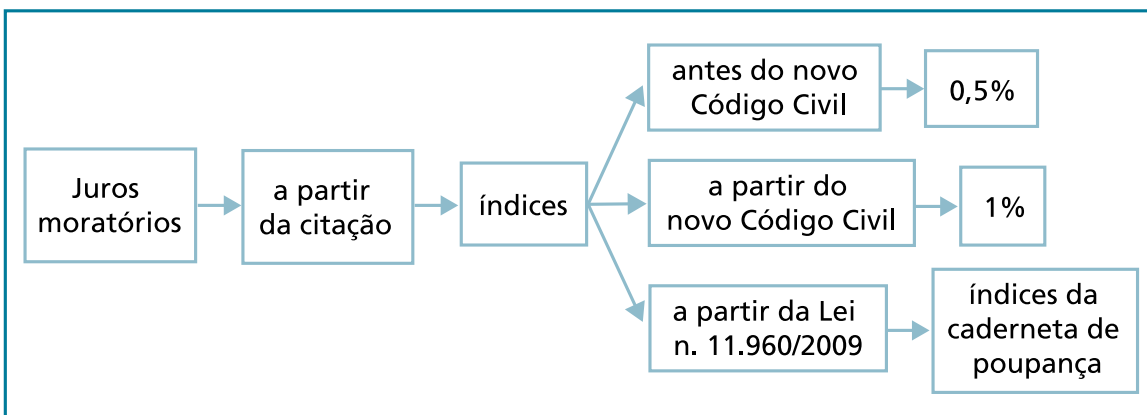 Juros
moratórios
a partir
da citação
índices
antes do novo
Código Civil
0,5%
a partir do
novo Código Civil
1%
a partir da Lei
n. 11.960/2009
índices da
caderneta de
poupança